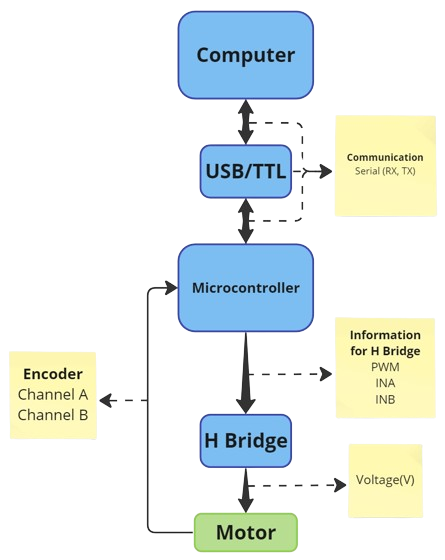 Computer
USB/TTL
Communication
Serial (RX, TX)
Microcontroller
Information
for H Bridge
PWM
INA
INB
Encoder
Channel A
Channel B
H Bridge
Voltage(V)
Motor